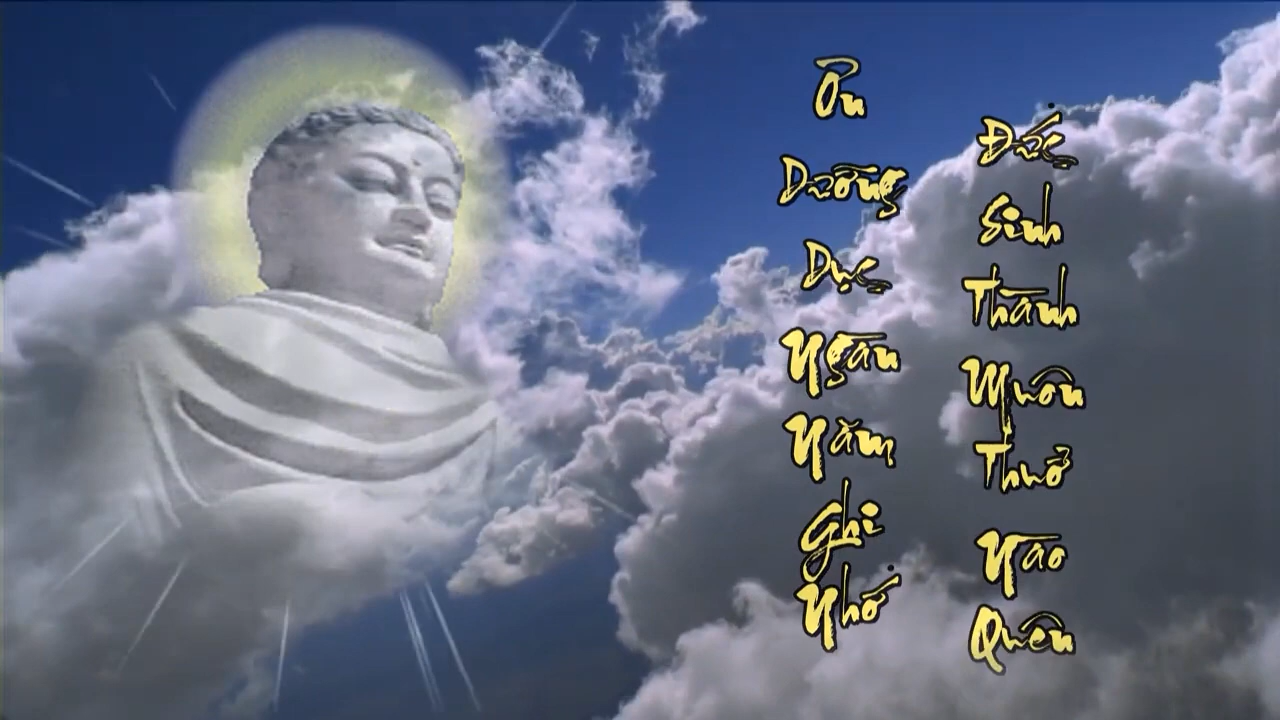 Ơn
Dưỡng
Dục
Ngàn
Năm
Ghi
Nhớ
Đức
Sinh
Thành
Muôn
Thuở
Nào
Quên